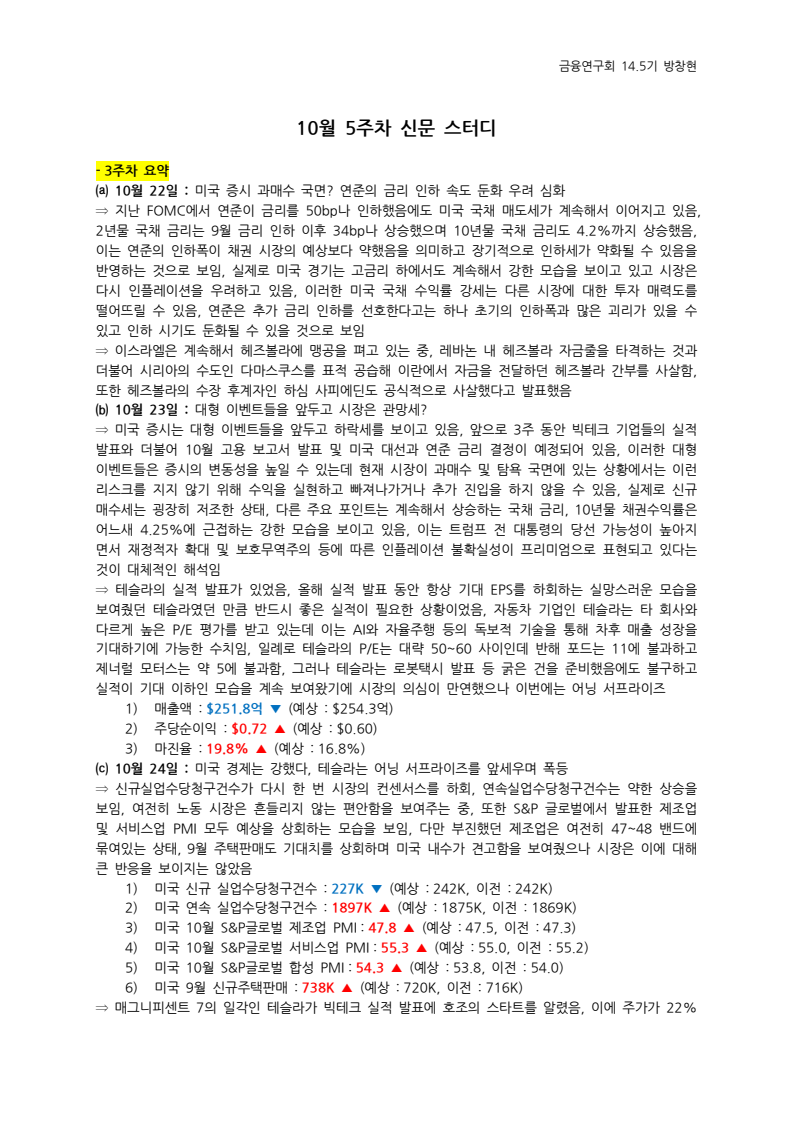 금융연구회 14.5기 방창현
10월 5주차 신문 스터디
- 3주차 요약
(a) 10월 22일 : 미국 증시 과매수 국면? 연준의 금리 인하 속도 둔화 우려 심화
⇒ 지난 FOMC에서 연준이 금리를 50bp나 인하했음에도 미국 국채 매도세가 계속해서 이어지고 있음,
2년물 국채 금리는 9월 금리 인하 이후 34bp나 상승했으며 10년물 국채 금리도 4.2%까지 상승했음,
이는 연준의 인하폭이 채권 시장의 예상보다 약했음을 의미하고 장기적으로 인하세가 약화될 수 있음을
반영하는 것으로 보임, 실제로 미국 경기는 고금리 하에서도 계속해서 강한 모습을 보이고 있고 시장은
다시 인플레이션을 우려하고 있음, 이러한 미국 국채 수익률 강세는 다른 시장에 대한 투자 매력도를
떨어뜨릴 수 있음, 연준은 추가 금리 인하를 선호한다고는 하나 초기의 인하폭과 많은 괴리가 있을 수
있고 인하 시기도 둔화될 수 있을 것으로 보임
⇒ 이스라엘은 계속해서 헤즈볼라에 맹공을 펴고 있는 중, 레바논 내 헤즈볼라 자금줄을 타격하는 것과
더불어 시리아의 수도인 다마스쿠스를 표적 공습해 이란에서 자금을 전달하던 헤즈볼라 간부를 사살함,
또한 헤즈볼라의 수장 후계자인 하심 사피에딘도 공식적으로 사살했다고 발표했음
(b) 10월 23일 : 대형 이벤트들을 앞두고 시장은 관망세?
⇒ 미국 증시는 대형 이벤트들을 앞두고 하락세를 보이고 있음, 앞으로 3주 동안 빅테크 기업들의 실적
발표와 더불어 10월 고용 보고서 발표 및 미국 대선과 연준 금리 결정이 예정되어 있음, 이러한 대형
이벤트들은 증시의 변동성을 높일 수 있는데 현재 시장이 과매수 및 탐욕 국면에 있는 상황에서는 이런
리스크를 지지 않기 위해 수익을 실현하고 빠져나가거나 추가 진입을 하지 않을 수 있음, 실제로 신규
매수세는 굉장히 저조한 상태, 다른 주요 포인트는 계속해서 상승하는 국채 금리, 10년물 채권수익률은
어느새 4.25%에 근접하는 강한 모습을 보이고 있음, 이는 트럼프 전 대통령의 당선 가능성이 높아지
면서 재정적자 확대 및 보호무역주의 등에 따른 인플레이션 불확실성이 프리미엄으로 표현되고 있다는
것이 대체적인 해석임
⇒ 테슬라의 실적 발표가 있었음, 올해 실적 발표 동안 항상 기대 EPS를 하회하는 실망스러운 모습을
보여줬던 테슬라였던 만큼 반드시 좋은 실적이 필요한 상황이었음, 자동차 기업인 테슬라는 타 회사와
다르게 높은 P/E 평가를 받고 있는데 이는 AI와 자율주행 등의 독보적 기술을 통해 차후 매출 성장을
기대하기에 가능한 수치임, 일례로 테슬라의 P/E는 대략 50~60 사이인데 반해 포드는 11에 불과하고
제너럴 모터스는 약 5에 불과함, 그러나 테슬라는 로봇택시 발표 등 굵은 건을 준비했음에도 불구하고
실적이 기대 이하인 모습을 계속 보여왔기에 시장의 의심이 만연했으나 이번에는 어닝 서프라이즈
1) 매출액 : $251.8억 ▼ (예상 : $254.3억)
2) 주당순이익 : $0.72 ▲ (예상 : $0.60)
3) 마진율 : 19.8% ▲ (예상 : 16.8%)
(c) 10월 24일 : 미국 경제는 강했다, 테슬라는 어닝 서프라이즈를 앞세우며 폭등
⇒ 신규실업수당청구건수가 다시 한 번 시장의 컨센서스를 하회, 연속실업수당청구건수는 약한 상승을
보임, 여전히 노동 시장은 흔들리지 않는 편안함을 보여주는 중, 또한 S&P 글로벌에서 발표한 제조업
및 서비스업 PMI 모두 예상을 상회하는 모습을 보임, 다만 부진했던 제조업은 여전히 47~48 밴드에
묶여있는 상태, 9월 주택판매도 기대치를 상회하며 미국 내수가 견고함을 보여줬으나 시장은 이에 대해
큰 반응을 보이지는 않았음
1) 미국 신규 실업수당청구건수 : 227K ▼ (예상 : 242K, 이전 : 242K)
2) 미국 연속 실업수당청구건수 : 1897K ▲ (예상 : 1875K, 이전 : 1869K)
3) 미국 10월 S&P글로벌 제조업 PMI : 47.8 ▲ (예상 : 47.5, 이전 : 47.3)
4) 미국 10월 S&P글로벌 서비스업 PMI : 55.3 ▲ (예상 : 55.0, 이전 : 55.2)
5) 미국 10월 S&P글로벌 합성 PMI : 54.3 ▲ (예상 : 53.8, 이전 : 54.0)
6) 미국 9월 신규주택판매 : 738K ▲ (예상 : 720K, 이전 : 716K)
⇒ 매그니피센트 7의 일각인 테슬라가 빅테크 실적 발표에 호조의 스타트를 알렸음, 이에 주가가 22%